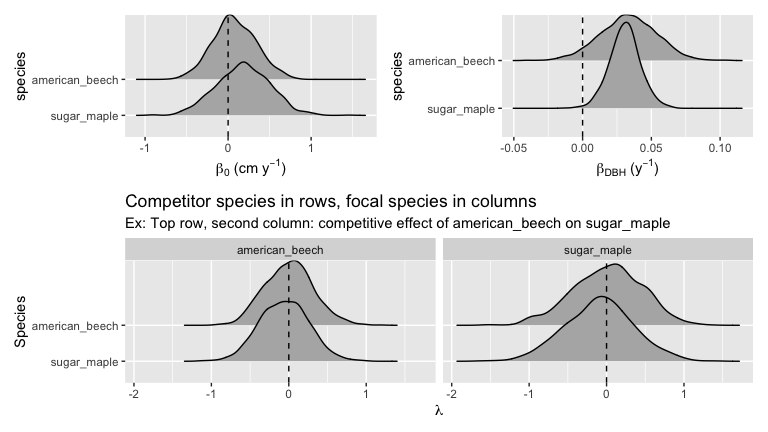 species
american_beech
sugar_maple
-1
0
1
β0 (cm y−1)
species
american_beech
sugar_maple
-0.05
0.00
0.05
0.10
βDBH (y−1)
Competitor species in rows, focal species in columns
Ex: Top row, second column: competitive effect of american_beech on sugar_maple
american_beech
sugar_maple
Species
american_beech
sugar_maple
-2
-1
0
1
-2
-1
0
1
λ